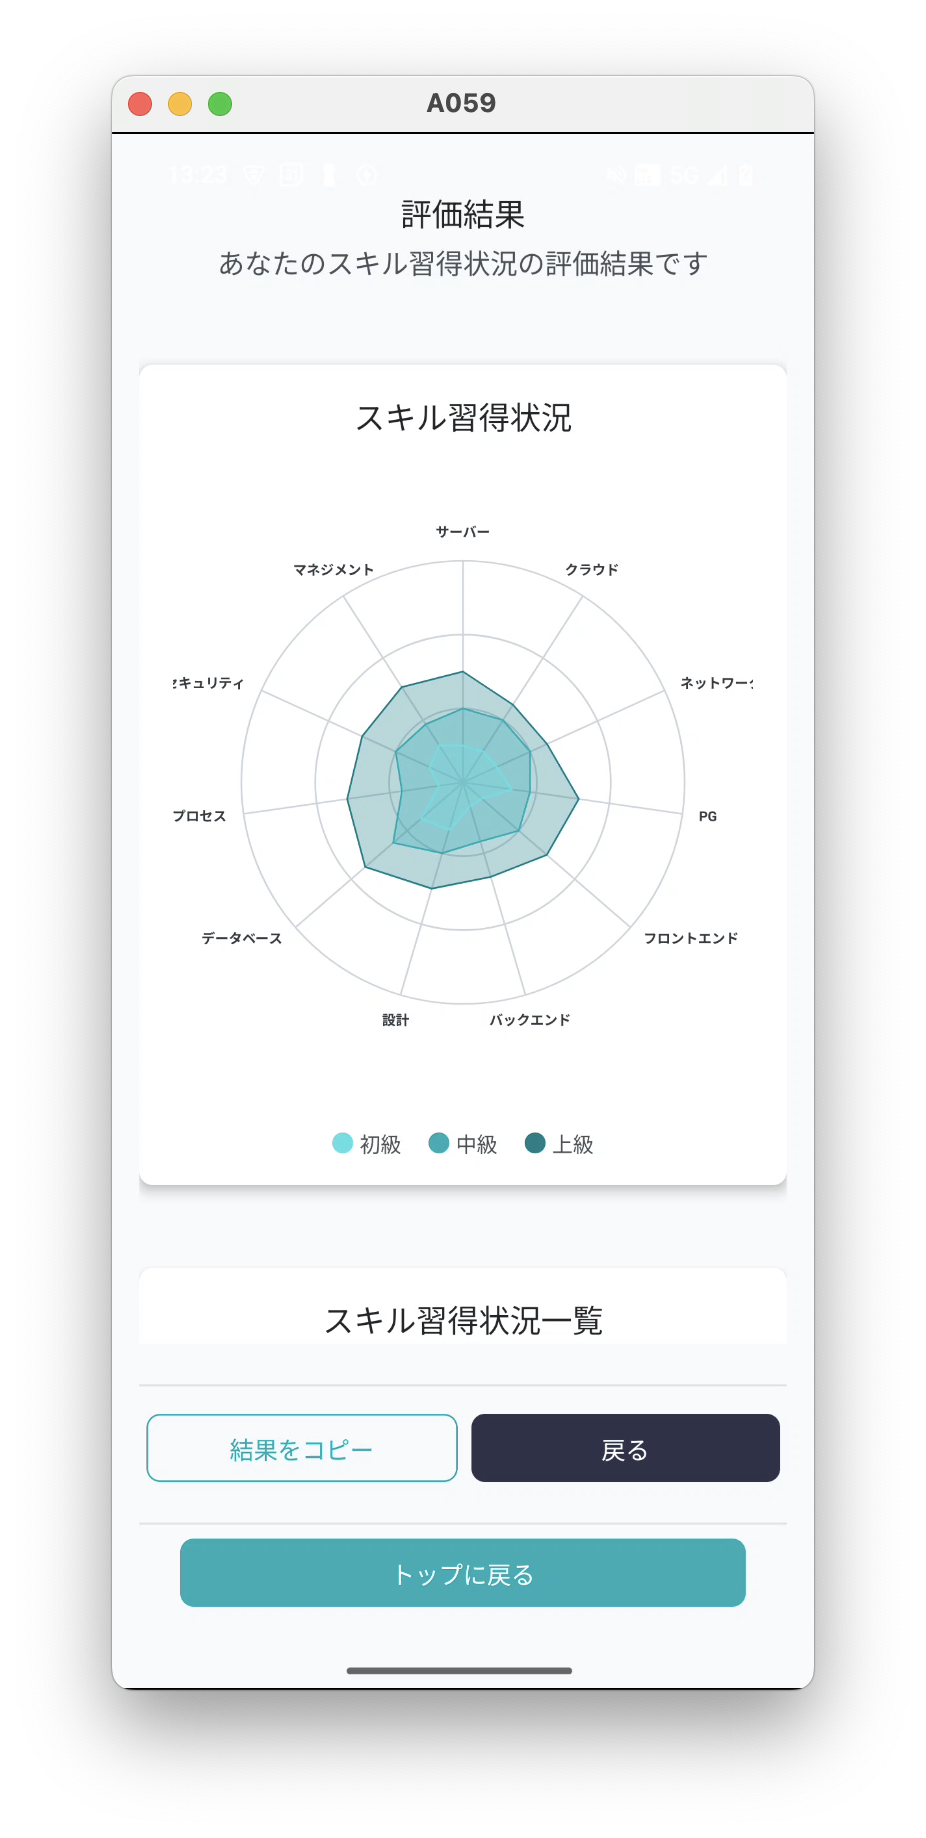 A059
13:23
5G
評価結果
あなたのスキル習得状況の評価結果です
スキル習得状況
サーバー
マネジメント
クラウド
キュリティ
ネットワー
プロセス
PG
データベース
フロントエンド
設計
バックエンド
初級
中級
上級
スキル習得状況一覧
結果をコピー
戻る
トップに戻る